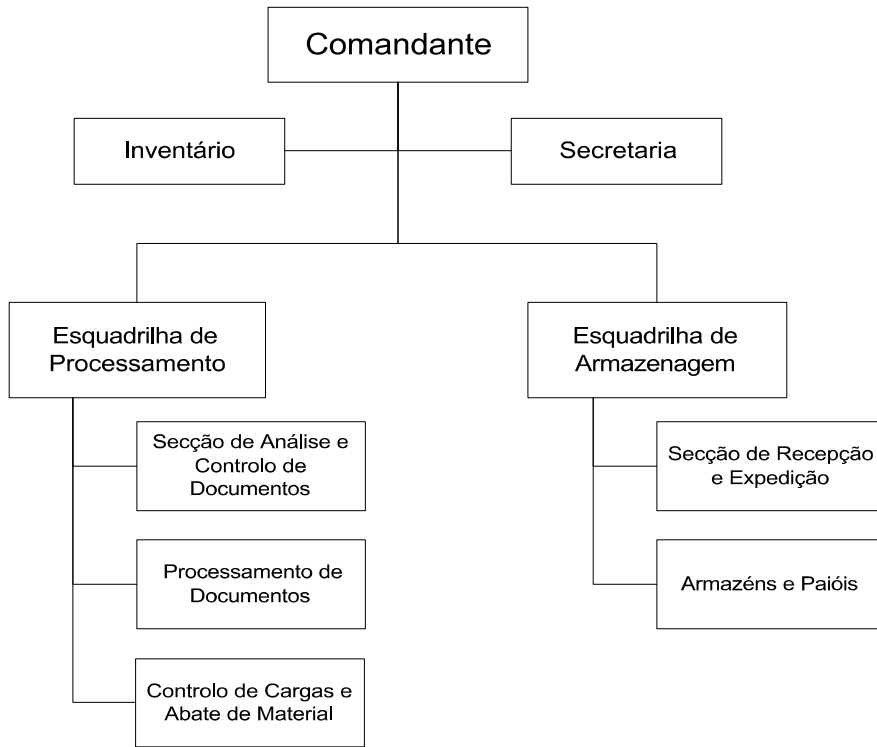 Comandante
Inventário
Secretaria
Esquadrilha de
Processamento
Esquadrilha de
Armazenagem
Secção de Análise e
Controlo de
Documentos
Secção de Recepção
e Expedição
Processamento de
Documentos
Armazéns e Paióis
Controlo de Cargas e
Abate de Material